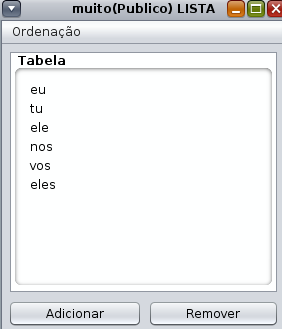 muito(Publico) LISTA
Ordenação
Tabela
eu
tu
ele
nos
vos
eles
Adicionar
Remover